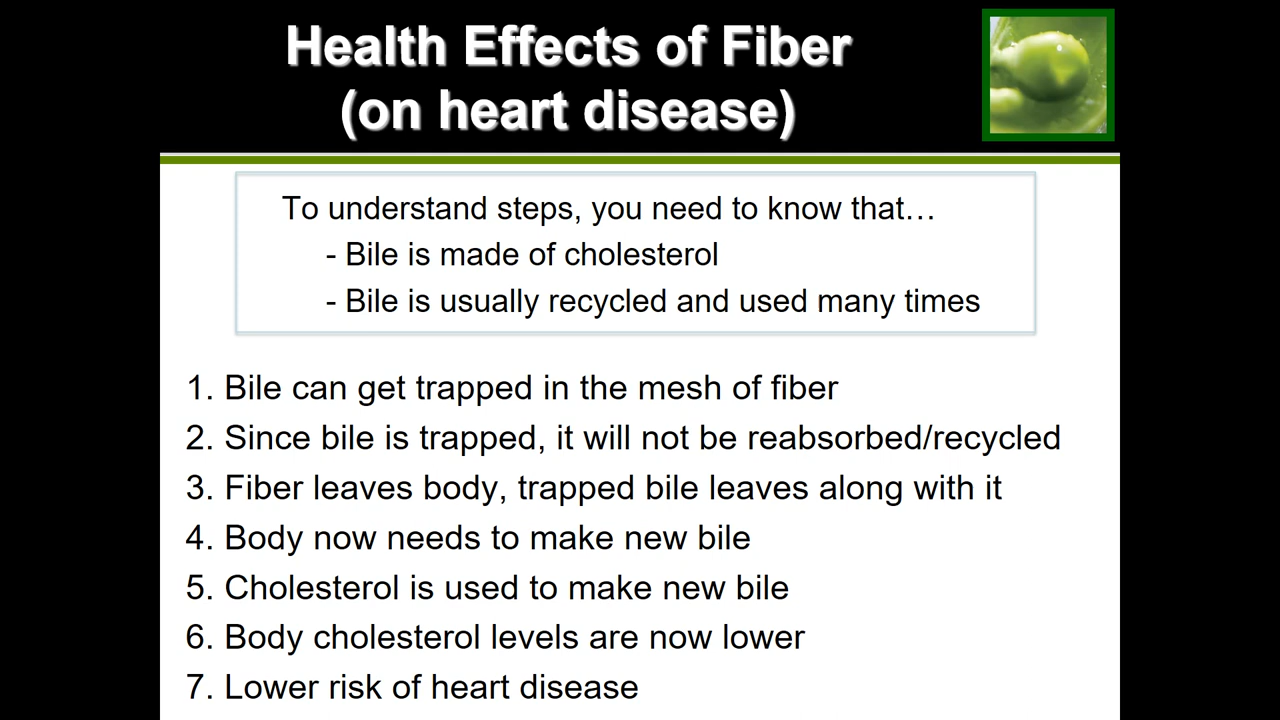 Health Effects of Fiber
(on heart disease)
To understand steps, you need to know that…
- Bile is made of cholesterol
- Bile is usually recycled and used many times
1. Bile can get trapped in the mesh of fiber
2. Since bile is trapped, it will not be reabsorbed/recycled
3. Fiber leaves body, trapped bile leaves along with it
4. Body now needs to make new bile
5. Cholesterol is used to make new bile
6. Body cholesterol levels are now lower
7. Lower risk of heart disease